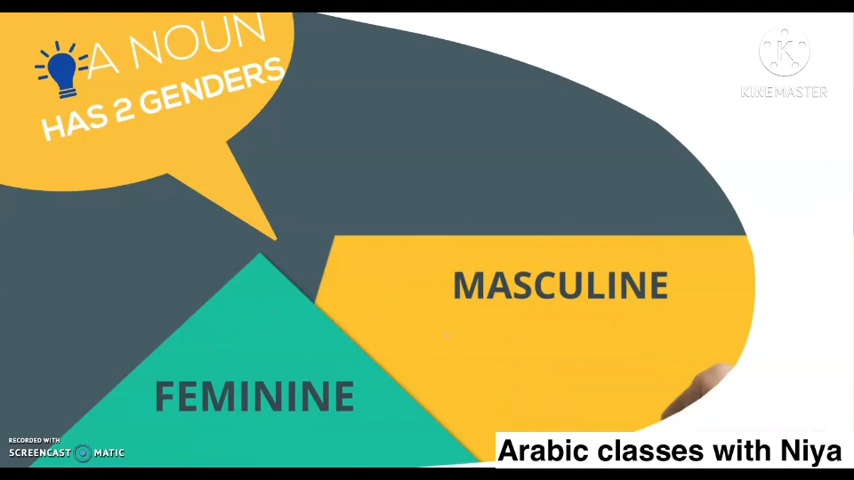 A NOUN
HAS 2 GENDERS
KINEMASTER
MASCULINE
FEMININE
RECORDED WITH
SCREENCAST MATIC
Arabic classes with Niya